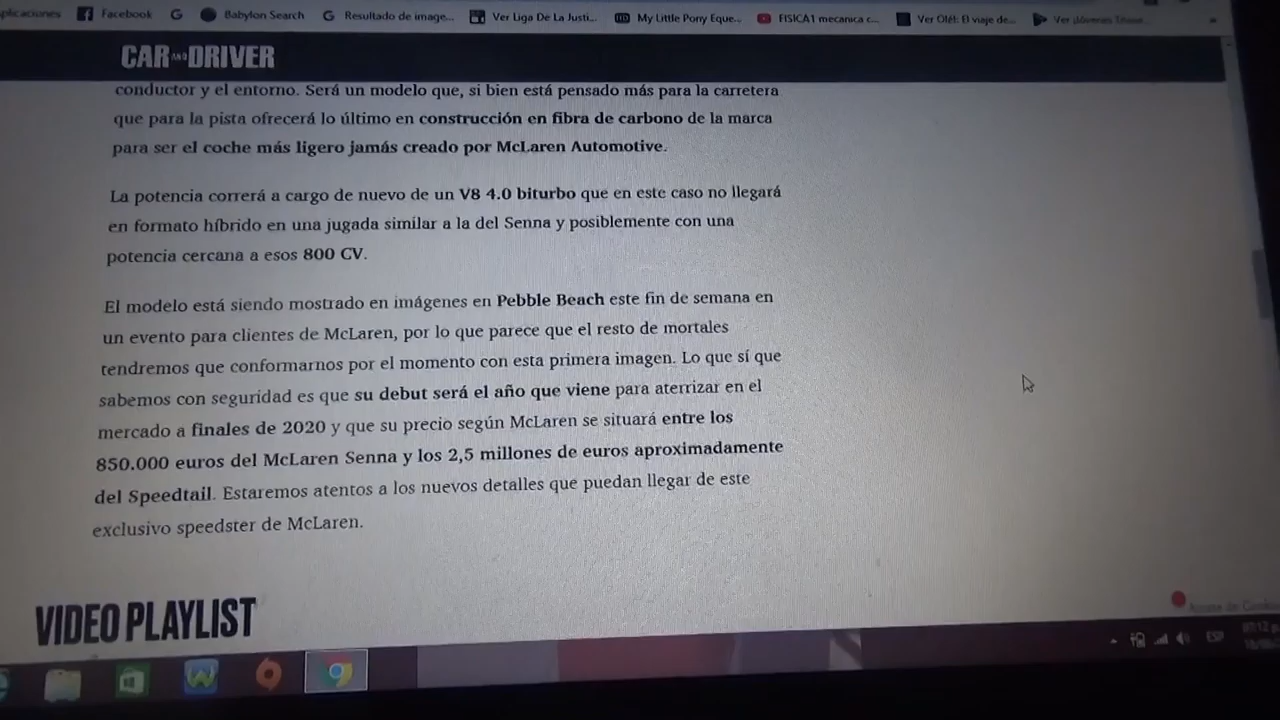 plicaciones Facebook G Babylon Search G Resultado de image... Ver Liga De La Justi... My Little Pony Eque... FISICA1 mecanica c... Ver Olé!: El viaje de... Ver
CAR AND DRIVER
conductor y el entorno. Será un modelo que, si bien está pensado más para la carretera
que para la pista ofrecerá lo último en construcción en fibra de carbono de la marca
para ser el coche más ligero jamás creado por McLaren Automotive.
La potencia correrá a cargo de nuevo de un V8 4.0 biturbo que en este caso no llegará
en formato híbrido en una jugada similar a la del Senna y posiblemente con una
potencia cercana a esos 800 CV.
El modelo está siendo mostrado en imágenes en Pebble Beach este fin de semana en
un evento para clientes de McLaren, por lo que parece que el resto de mortales
tendremos que conformarnos por el momento con esta primera imagen. Lo que sí que
sabemos con seguridad es que su debut será el año que viene para aterrizar en el
mercado a finales de 2020 y que su precio según McLaren se situará entre los
850.000 euros del McLaren Senna y los 2,5 millones de euros aproximadamente
del Speedtail. Estaremos atentos a los nuevos detalles que puedan llegar de este
exclusivo speedster de McLaren.
VIDEO PLAYLIST
ESP